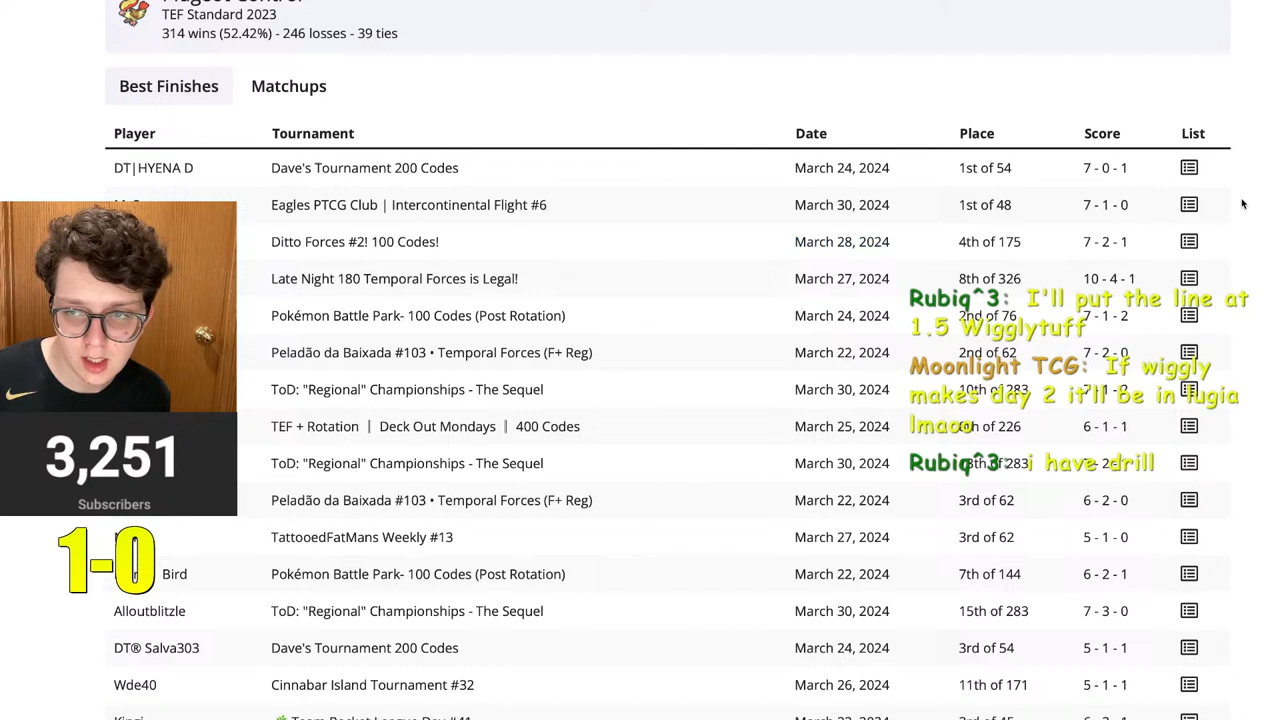 TEF Standard 2023
314 wins (52.42%) - 246 losses - 39 ties
Best Finishes Matchups
Player Tournament Date Place Score List
DT|HYENA D Dave's Tournament 200 Codes March 24, 2024 1st of 54 7 - 0 - 1
Eagles PTCG Club | Intercontinental Flight #6 March 30, 2024 1st of 48 7 - 1 - 0
Ditto Forces #2! 100 Codes! March 28, 2024 4th of 175 7 - 2 - 1
Late Night 180 Temporal Forces is Legal! March 27, 2024 8th of 326 10 - 4 - 1
Rubiq^3: I'll put the line at
1.5 Wigglytuff
Pokémon Battle Park- 100 Codes (Post Rotation) March 27, 2024 2nd of 76 7 - 1 - 2
Peladão da Baixada #103 • Temporal Forces (F+ Reg) March 22, 2024 2nd of 62 7 - 2 - 0
Moonlight TCG: If wiggly
makes day 2 it'll be in lugia
lmaoo
ToD: "Regional" Championships - The Sequel March 30, 2024 10th of 283
TEF + Rotation | Deck Out Mondays | 400 Codes March 25, 2024 of 226 6 - 1 - 1
Rubiq^3: i have drill
ToD: "Regional" Championships - The Sequel March 30, 2024 of 283
Peladão da Baixada #103 • Temporal Forces (F+ Reg) March 22, 2024 3rd of 62 6 - 2 - 0
TattooedFatMans Weekly #13 March 27, 2024 3rd of 62 5 - 1 - 0
Bird Pokémon Battle Park- 100 Codes (Post Rotation) March 22, 2024 7th of 144 6 - 2 - 1
Alloutblitzle ToD: "Regional" Championships - The Sequel March 30, 2024 15th of 283 7 - 3 - 0
DT® Salva303 Dave's Tournament 200 Codes March 24, 2024 3rd of 54 5 - 1 - 1
Wde40 Cinnabar Island Tournament #32 March 26, 2024 11th of 171 5 - 1 - 1
3,251
Subscribers
1-0